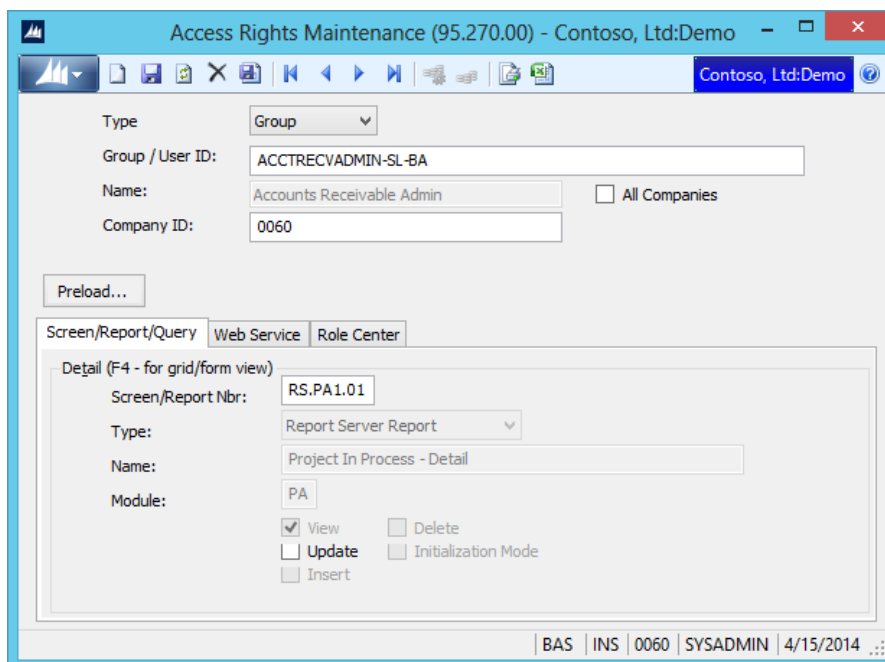 Access Rights Maintenance (95.270.00) - Contoso, Ltd:Demo
Contoso, Ltd:Demo
Type Group
Group / User ID: ACCTRECVADMIN-SL-BA
Name: Accounts Receivable Admin All Companies
Company ID: 0060
Preload...
Screen/Report/Query Web Service Role Center
Detail (F4 - for grid/form view)
Screen/Report Nbr: RS.PA1.01
Type: Report Server Report
Name: Project In Process - Detail
Module: PA
View Delete
Update Initialization Mode
Insert
BAS INS 0060 SYSADMIN 4/15/2014